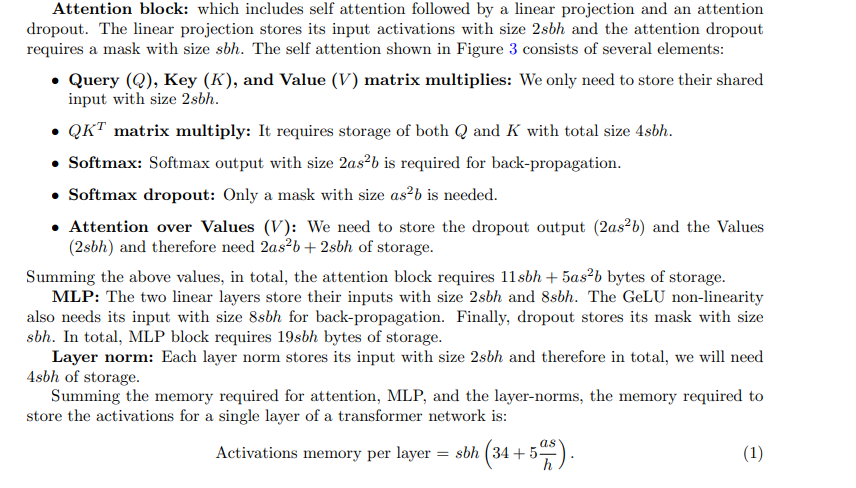 Attention block: which includes self attention followed by a linear projection and an attention
dropout. The linear projection stores its input activations with size 2sbh and the attention dropout
requires a mask with size sbh. The self attention shown in Figure 3 consists of several elements:
• Query (Q), Key (K), and Value (V) matrix multiplies: We only need to store their shared
input with size 2sbh.
• QKᵀ matrix multiply: It requires storage of both Q and K with total size 4sbh.
• Softmax: Softmax output with size 2as²b is required for back-propagation.
• Softmax dropout: Only a mask with size as²b is needed.
• Attention over Values (V): We need to store the dropout output (2as²b) and the Values
(2sbh) and therefore need 2as²b + 2sbh of storage.
Summing the above values, in total, the attention block requires 11sbh + 5as²b bytes of storage.
MLP: The two linear layers store their inputs with size 2sbh and 8sbh. The GeLU non-linearity
also needs its input with size 8sbh for back-propagation. Finally, dropout stores its mask with size
sbh. In total, MLP block requires 19sbh bytes of storage.
Layer norm: Each layer norm stores its input with size 2sbh and therefore in total, we will need
4sbh of storage.
Summing the memory required for attention, MLP, and the layer-norms, the memory required to
store the activations for a single layer of a transformer network is:
Activations memory per layer = sbh (34 + 5 as/h). (1)